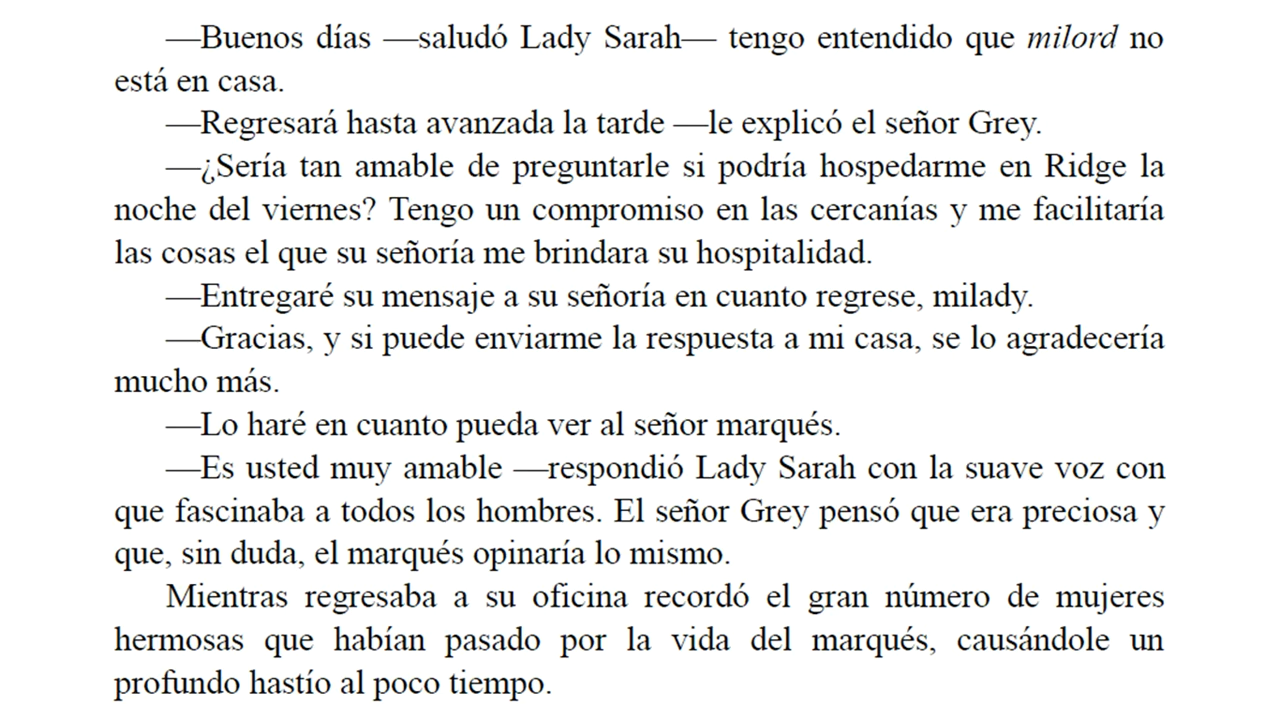 —Buenos días —saludó Lady Sarah— tengo entendido que milord no
está en casa.
—Regresará hasta avanzada la tarde —le explicó el señor Grey.
—¿Sería tan amable de preguntarle si podría hospedarme en Ridge la
noche del viernes? Tengo un compromiso en las cercanías y me facilitaría
las cosas el que su señoría me brindara su hospitalidad.
—Entregaré su mensaje a su señoría en cuanto regrese, milady.
—Gracias, y si puede enviarme la respuesta a mi casa, se lo agradecería
mucho más.
—Lo haré en cuanto pueda ver al señor marqués.
—Es usted muy amable —respondió Lady Sarah con la suave voz con
que fascinaba a todos los hombres. El señor Grey pensó que era preciosa y
que, sin duda, el marqués opinaría lo mismo.
Mientras regresaba a su oficina recordó el gran número de mujeres
hermosas que habían pasado por la vida del marqués, causándole un
profundo hastío al poco tiempo.